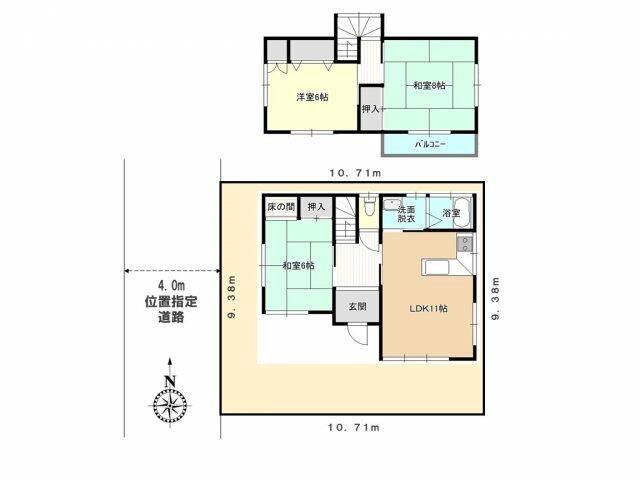 洋室6帖
和室8帖
押入
バルコニー
10.71m
床の間
押入
洗面
脱衣
浴室
和室6帖
4.0m
位置指定
道路
9.38m
玄関
LDK11帖
9.38m
N
10.71m